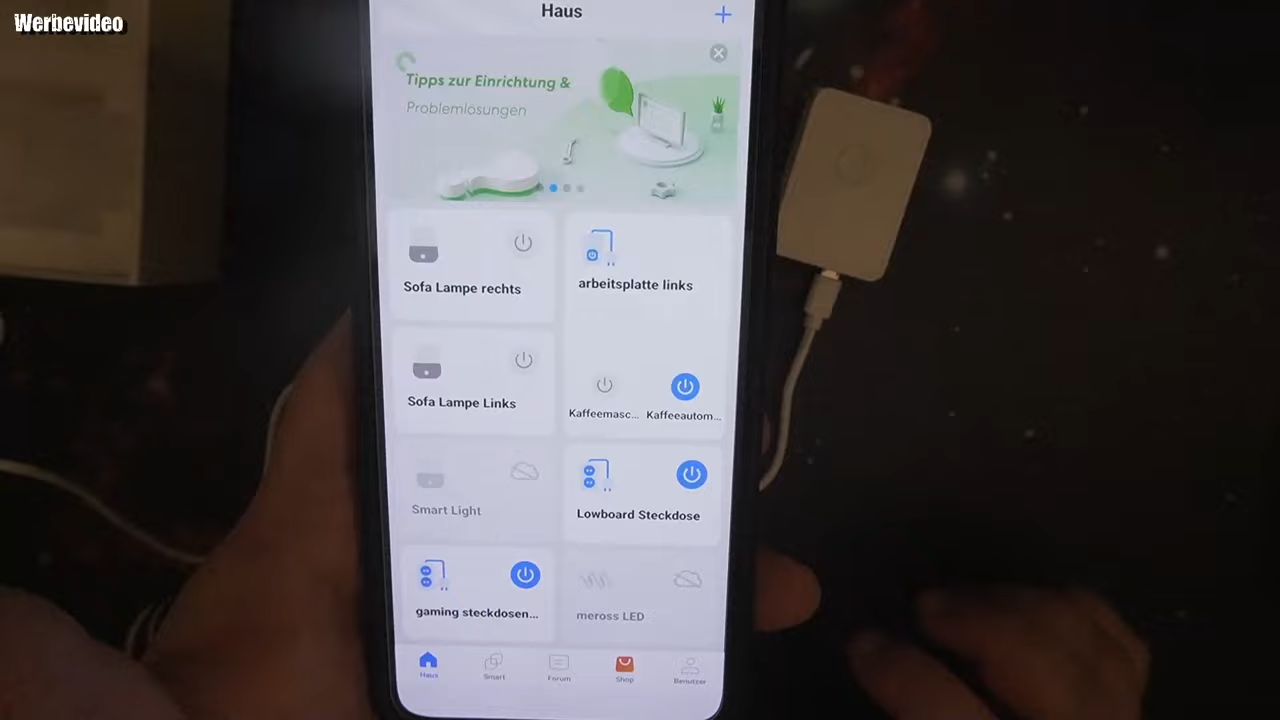 Werbevideo
Haus
Tipps zur Einrichtung &
Problemlösungen
Sofa Lampe rechts
arbeitsplatte links
Sofa Lampe Links
Kaffeemasc...
Kaffeeautom...
Smart Light
Lowboard Steckdose
gaming steckdosen...
meross LED
Haus
Smart
Forum
Shop
Benutzer